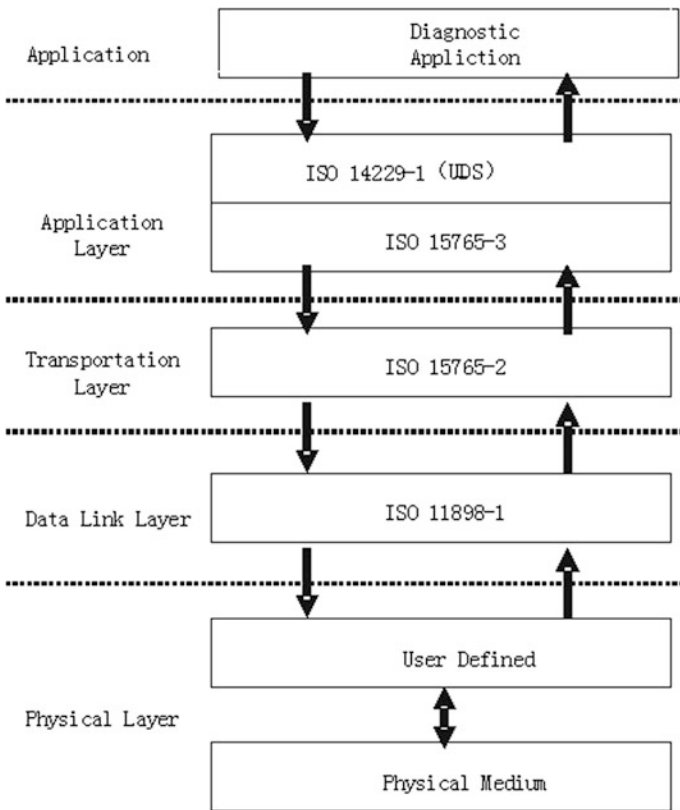 Diagnostic
Appliction
Application
ISO 14229-1 (UDS)
Application
Layer
ISO 15765-3
Transportation
Layer
ISO 15765-2
Data Link Layer
ISO 11898-1
User Defined
Physical Layer
Physical Medium